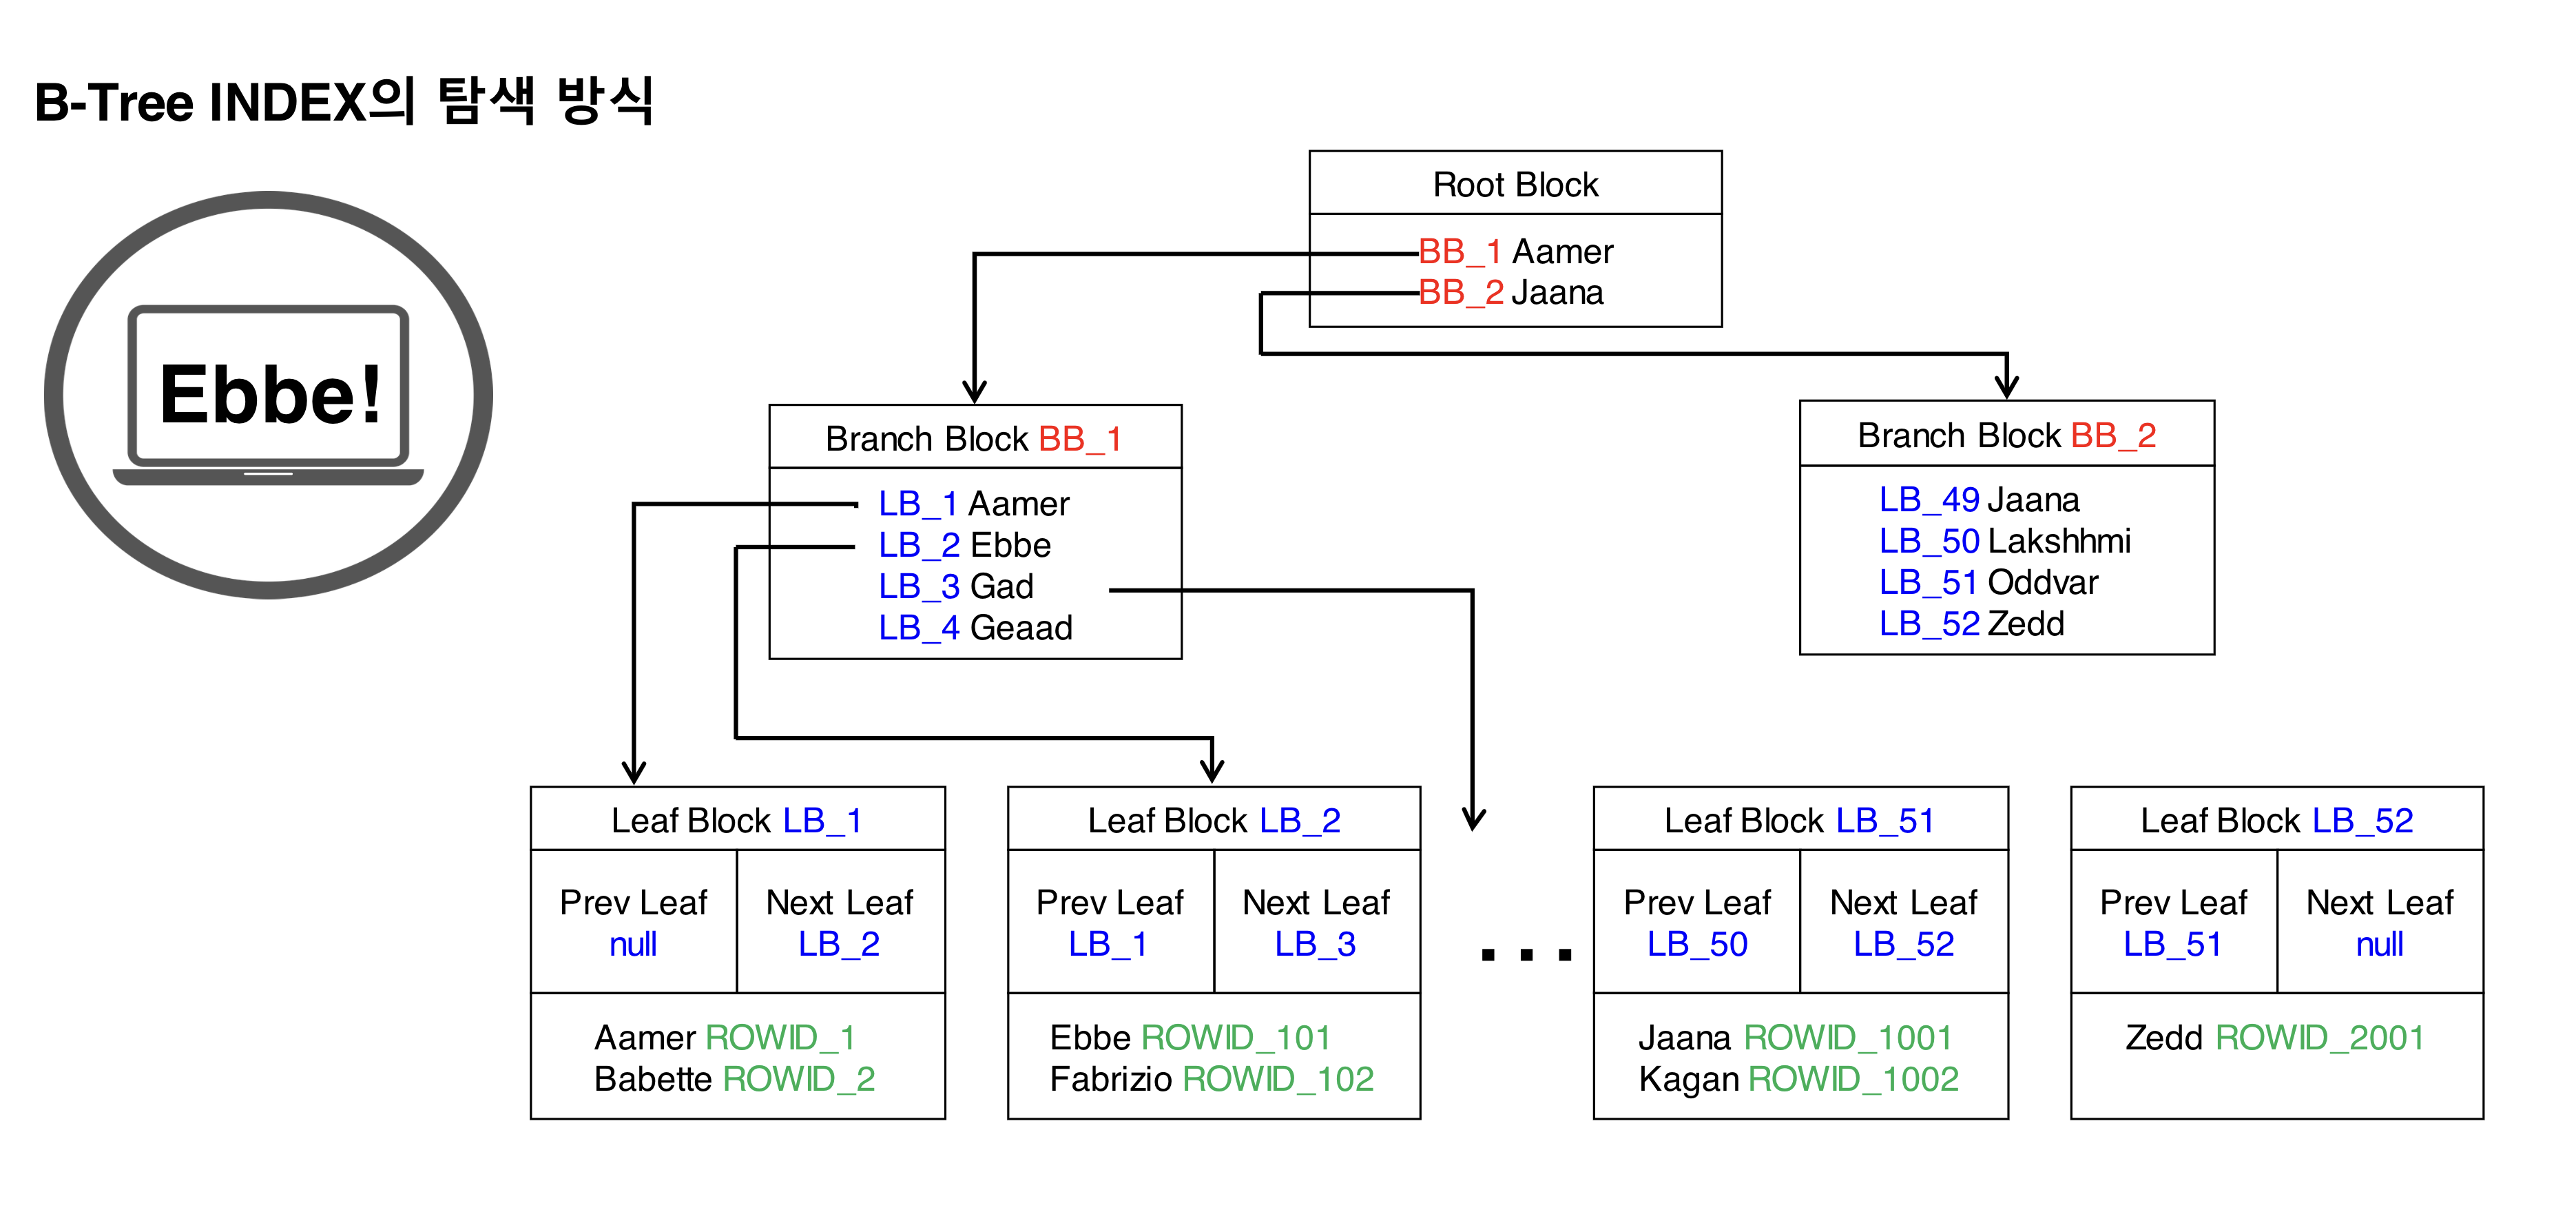 B-Tree INDEX의 탐색 방식
Ebbe!
Root Block
BB_1 Aamer
BB_2 Jaana
Branch Block BB_1
LB_1 Aamer
LB_2 Ebbe
LB_3 Gad
LB_4 Geaad
Branch Block BB_2
LB_49 Jaana
LB_50 Lakshhmi
LB_51 Oddvar
LB_52 Zedd
Leaf Block LB_1
Prev Leaf
null
Next Leaf
LB_2
Aamer ROWID_1
Babette ROWID_2
Leaf Block LB_2
Prev Leaf
LB_1
Next Leaf
LB_3
Ebbe ROWID_101
Fabrizio ROWID_102
...
Leaf Block LB_51
Prev Leaf
LB_50
Next Leaf
LB_52
Jaana ROWID_1001
Kagan ROWID_1002
Leaf Block LB_52
Prev Leaf
LB_51
Next Leaf
null
Zedd ROWID_2001